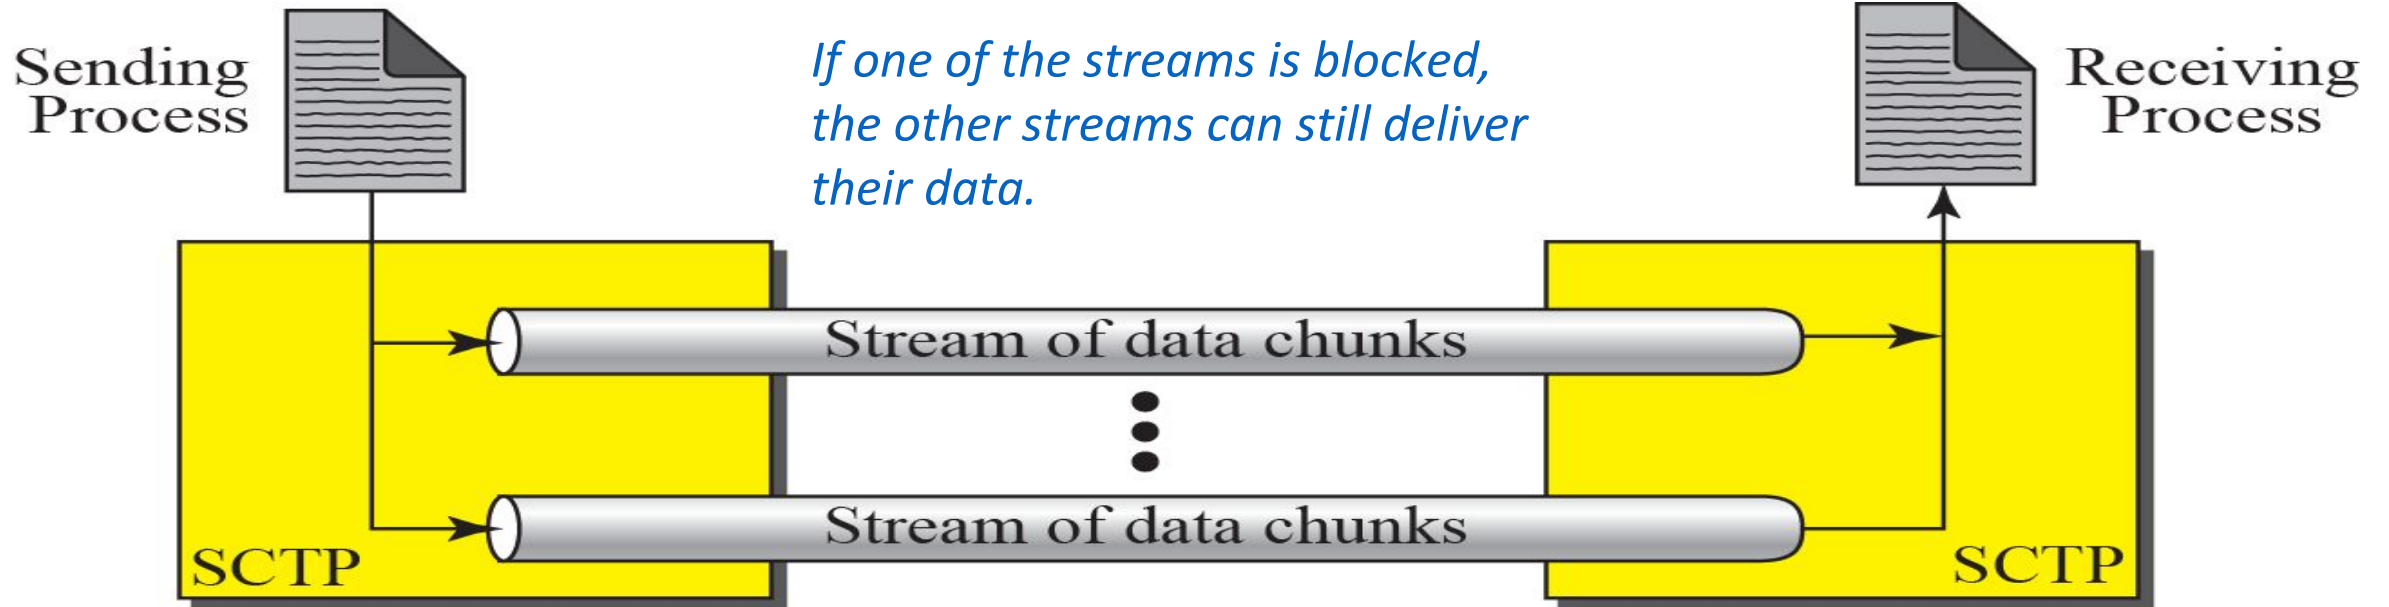 Sending
Process
If one of the streams is blocked,
the other streams can still deliver
their data.
Receiving
Process
Stream of data chunks
Stream of data chunks
SCTP
SCTP